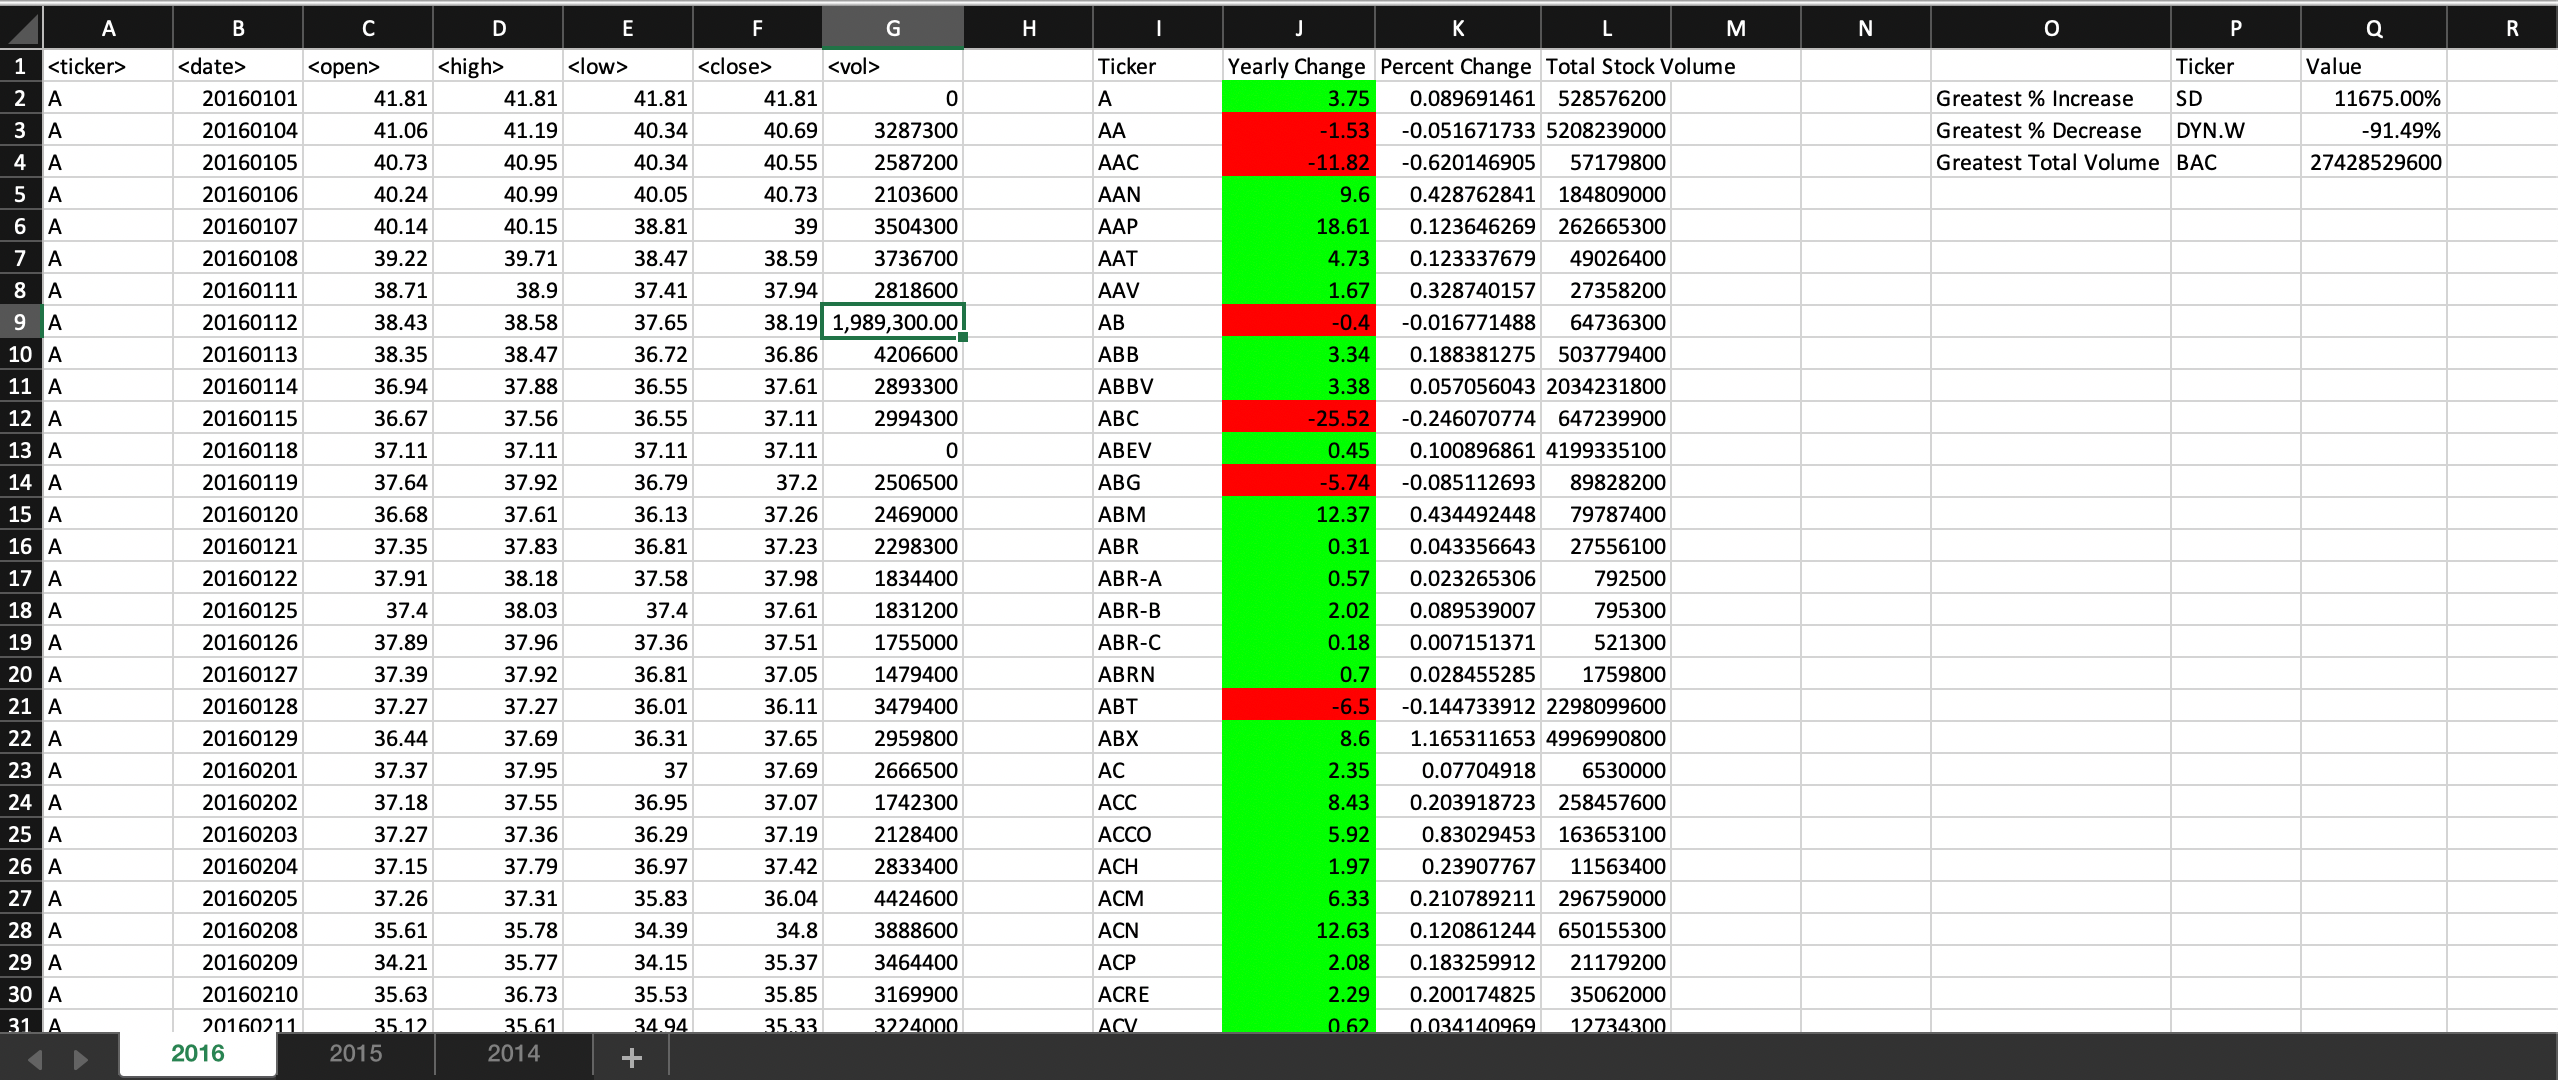 A B C D E F G H I J K L M N O P Q R
1 <ticker> <date> <open> <high> <low> <close> <vol> Ticker Yearly Change Percent Change Total Stock Volume Ticker Value
2 A 20160101 41.81 41.81 41.81 41.81 0 A 3.75 0.089691461 528576200 Greatest % Increase SD 11675.00%
3 A 20160104 41.06 41.19 40.34 40.69 3287300 AA -1.53 -0.051671733 5208239000 Greatest % Decrease DYN.W -91.49%
4 A 20160105 40.73 40.95 40.34 40.55 2587200 AAC -11.82 -0.620146905 57179800 Greatest Total Volume BAC 27428529600
5 A 20160106 40.24 40.99 40.05 40.73 2103600 AAN 9.6 0.428762841 184809000
6 A 20160107 40.14 40.15 38.81 39 3504300 AAP 18.61 0.123646269 262665300
7 A 20160108 39.22 39.71 38.47 38.59 3736700 AAT 4.73 0.123337679 49026400
8 A 20160111 38.71 38.9 37.41 37.94 2818600 AAV 1.67 0.328740157 27358200
9 A 20160112 38.43 38.58 37.65 38.19 1,989,300.00 AB -0.4 -0.016771488 64736300
10 A 20160113 38.35 38.47 36.72 36.86 4206600 ABB 3.34 0.188381275 503779400
11 A 20160114 36.94 37.88 36.55 37.61 2893300 ABBV 3.38 0.057056043 2034231800
12 A 20160115 36.67 37.56 36.55 37.11 2994300 ABC -25.52 -0.246070774 647239900
13 A 20160118 37.11 37.11 37.11 37.11 0 ABEV 0.45 0.100896861 4199335100
14 A 20160119 37.64 37.92 36.79 37.2 2506500 ABG -5.74 -0.085112693 89828200
15 A 20160120 36.68 37.61 36.13 37.26 2469000 ABM 12.37 0.434492448 79787400
16 A 20160121 37.35 37.83 36.81 37.23 2298300 ABR 0.31 0.043356643 27556100
17 A 20160122 37.91 38.18 37.58 37.98 1834400 ABR-A 0.57 0.023265306 792500
18 A 20160125 37.4 38.03 37.4 37.61 1831200 ABR-B 2.02 0.089539007 795300
19 A 20160126 37.89 37.96 37.36 37.51 1755000 ABR-C 0.18 0.007151371 521300
20 A 20160127 37.39 37.92 36.81 37.05 1479400 ABRN 0.7 0.028455285 1759800
21 A 20160128 37.27 37.27 36.01 36.11 3479400 ABT -6.5 -0.144733912 2298099600
22 A 20160129 36.44 37.69 36.31 37.65 2959800 ABX 8.6 1.165311653 4996990800
23 A 20160201 37.37 37.95 37 37.69 2666500 AC 2.35 0.07704918 6530000
24 A 20160202 37.18 37.55 36.95 37.07 1742300 ACC 8.43 0.203918723 258457600
25 A 20160203 37.27 37.36 36.29 37.19 2128400 ACCO 5.92 0.83029453 163653100
26 A 20160204 37.15 37.79 36.97 37.42 2833400 ACH 1.97 0.23907767 11563400
27 A 20160205 37.26 37.31 35.83 36.04 4424600 ACM 6.33 0.210789211 296759000
28 A 20160208 35.61 35.78 34.39 34.8 3888600 ACN 12.63 0.120861244 650155300
29 A 20160209 34.21 35.77 34.15 35.37 3464400 ACP 2.08 0.183259912 21179200
30 A 20160210 35.63 36.73 35.53 35.85 3169900 ACRE 2.29 0.200174825 35062000
31 A 20160211 35.12 35.61 34.94 35.33 3224000 ACV 0.62 0.034140969 12734300
2016 2015 2014 +